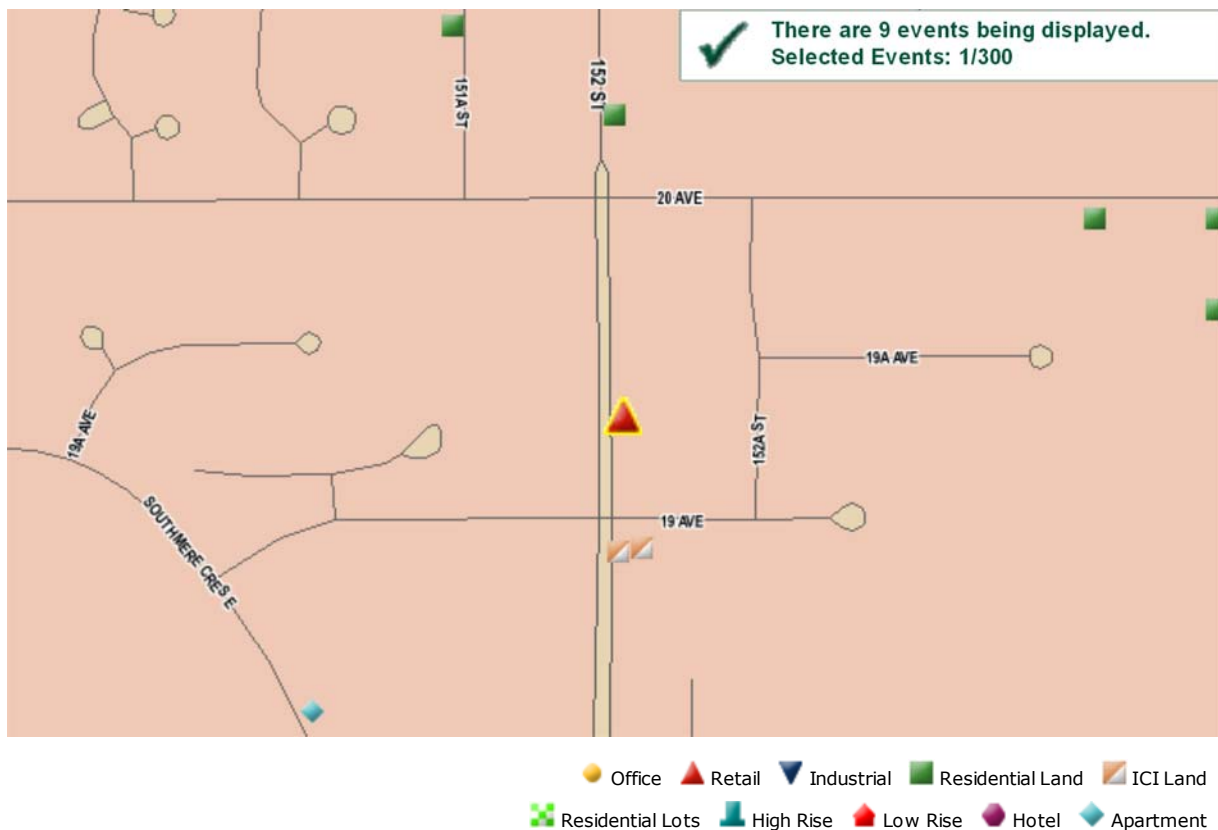 There are 9 events being displayed.
Selected Events: 1/300
151A ST
152 ST
20 AVE
19A AVE
19A AVE
152A ST
SOUTHMERE CRES E
19 AVE
Office Retail Industrial Residential Land ICI Land
Residential Lots High Rise Low Rise Hotel Apartment